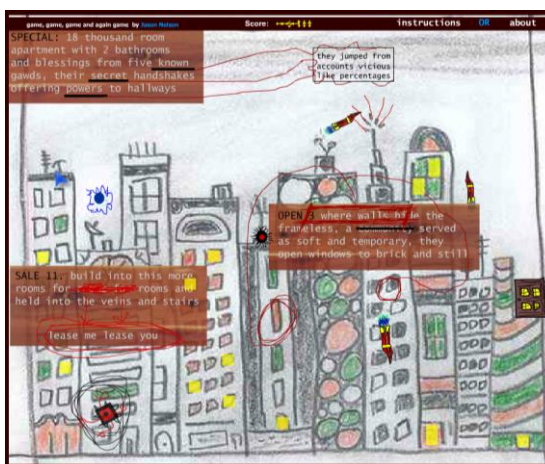 game, game, game and again game by Jason Nelson
Score:
instructions OR about
SPECIAL: 18 thousand room
apartment with 2 bathrooms
and blessings from five known
gawds, their secret handshakes
offering powers to hallways
they jumped from
accounts vicious
like percentages
OPEN 9 where walls hide the
frameless, a community served
as soft and temporary, they
open windows to brick and still
SALE 11: build into this more
rooms for rooms and
held into the veins and stairs
lease me lease you